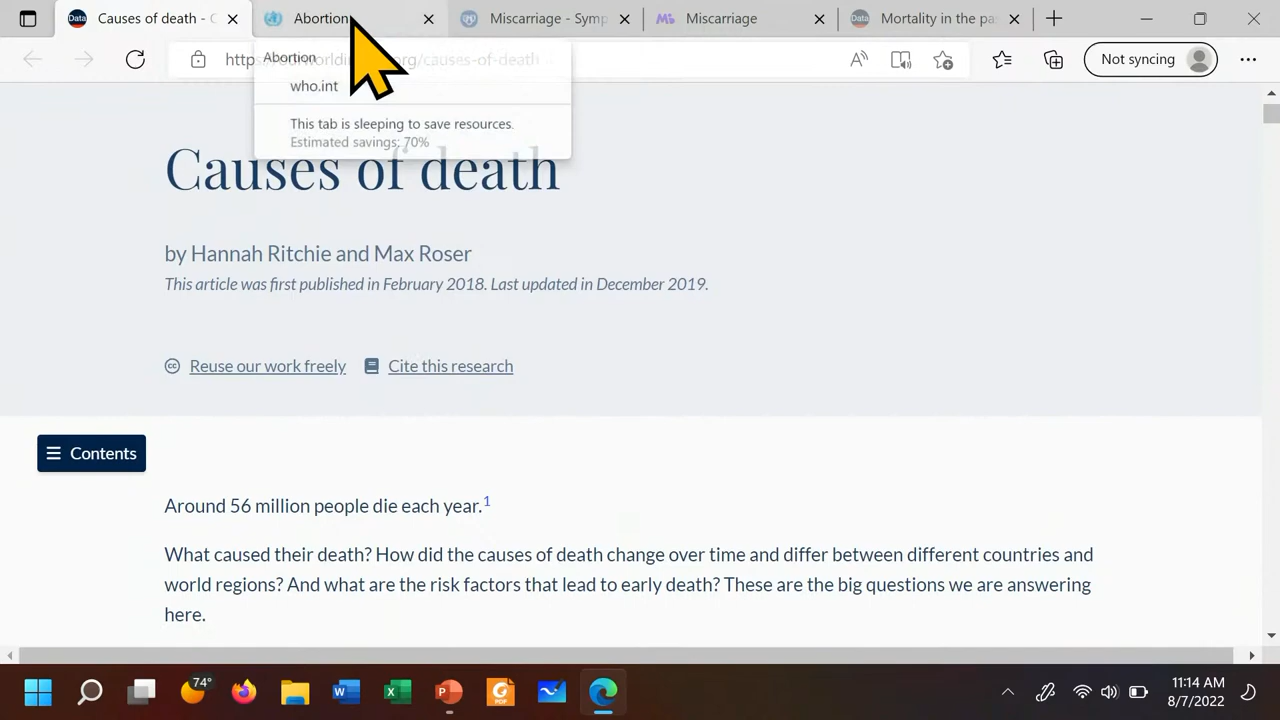 Causes of death - C
Abortion
Miscarriage - Symp
Miscarriage
Mortality in the pa
Abortion
who.int
This tab is sleeping to save resources.
Estimated savings: 70%
org/causes-of-death
Not syncing
Causes of death
by Hannah Ritchie and Max Roser
This article was first published in February 2018. Last updated in December 2019.
Reuse our work freely
Cite this research
Contents
Around 56 million people die each year.1
What caused their death? How did the causes of death change over time and differ between different countries and
world regions? And what are the risk factors that lead to early death? These are the big questions we are answering
here.
74°
11:14 AM
8/7/2022